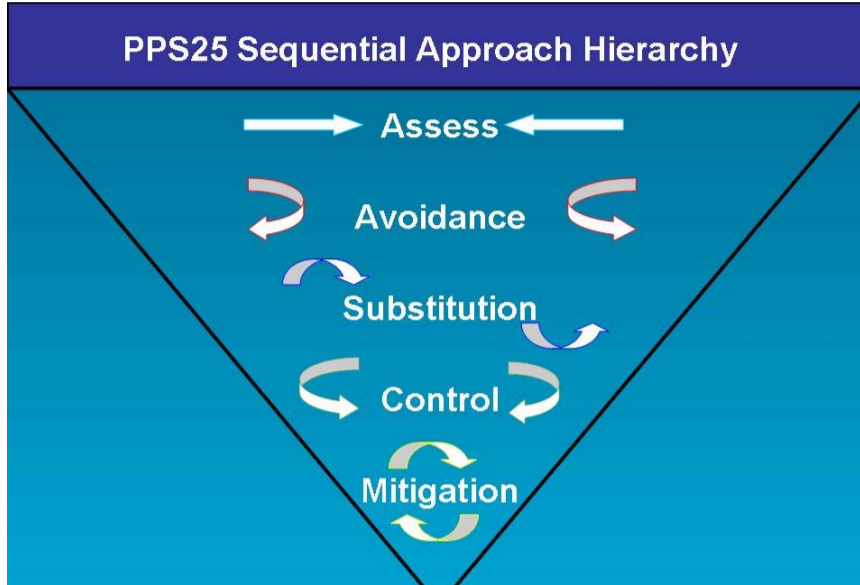 PPS25 Sequential Approach Hierarchy
Assess
Avoidance
Substitution
Control
Mitigation